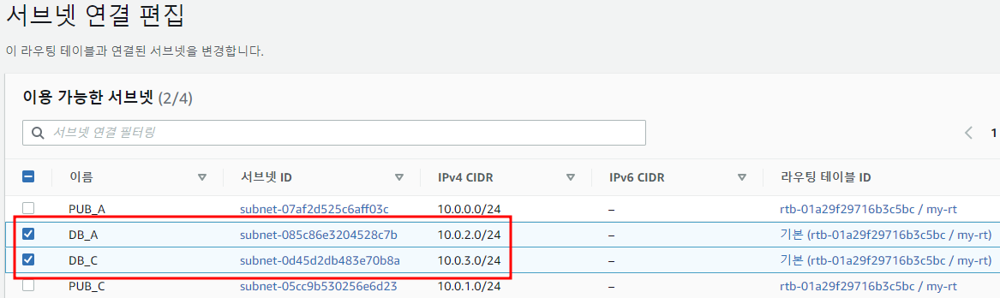 서브넷 연결 편집
이 라우팅 테이블과 연결된 서브넷을 변경합니다.
이용 가능한 서브넷 (2/4)
서브넷 연결 필터링
1
이름 서브넷 ID IPv4 CIDR IPv6 CIDR 라우팅 테이블 ID
PUB_A subnet-07af2d525c6aff03c 10.0.0.0/24 – rtb-01a29f29716b3c5bc / my-rt
DB_A subnet-085c86e3204528c7b 10.0.2.0/24 – 기본 (rtb-01a29f29716b3c5bc / my-rt)
DB_C subnet-0d45d2db483e70b8a 10.0.3.0/24 – 기본 (rtb-01a29f29716b3c5bc / my-rt)
PUB_C subnet-05cc9b530256e6d23 10.0.1.0/24 – rtb-01a29f29716b3c5bc / my-rt